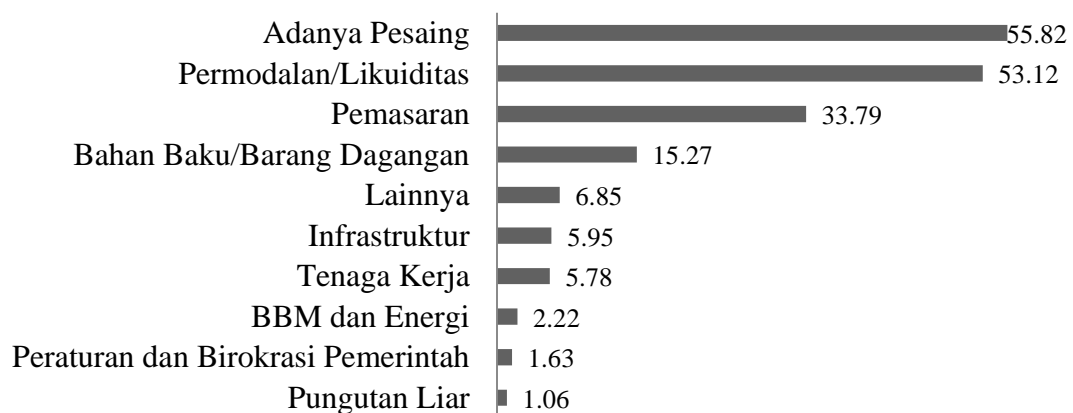 Adanya Pesaing 55.82
Permodalan/Likuiditas 53.12
Pemasaran 33.79
Bahan Baku/Barang Dagangan 15.27
Lainnya 6.85
Infrastruktur 5.95
Tenaga Kerja 5.78
BBM dan Energi 2.22
Peraturan dan Birokrasi Pemerintah 1.63
Pungutan Liar 1.06